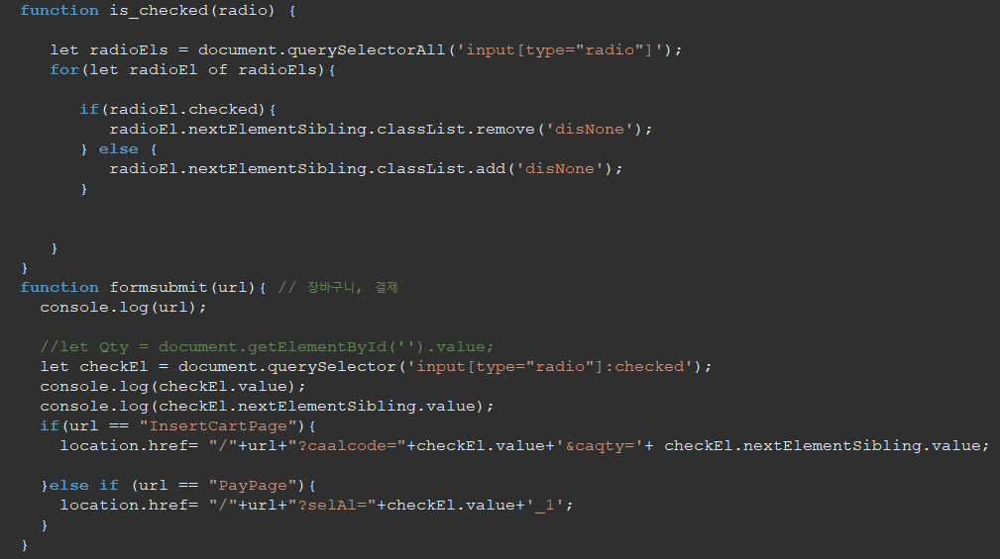 function is_checked(radio) {
let radioEls = document.querySelectorAll('input[type="radio"]');
for(let radioEl of radioEls){
if(radioEl.checked){
radioEl.nextElementSibling.classList.remove('disNone');
} else {
radioEl.nextElementSibling.classList.add('disNone');
}
}
}
function formsubmit(url){ // 장바구니, 결제
console.log(url);
//let Qty = document.getElementById('').value;
let checkEl = document.querySelector('input[type="radio"]:checked');
console.log(checkEl.value);
console.log(checkEl.nextElementSibling.value);
if(url == "InsertCartPage"){
location.href= "/"+url+"?caalcode="+checkEl.value+'&caqty='+ checkEl.nextElementSibling.value;
}else if (url == "PayPage"){
location.href= "/"+url+"?selAl="+checkEl.value+'_1';
}
}